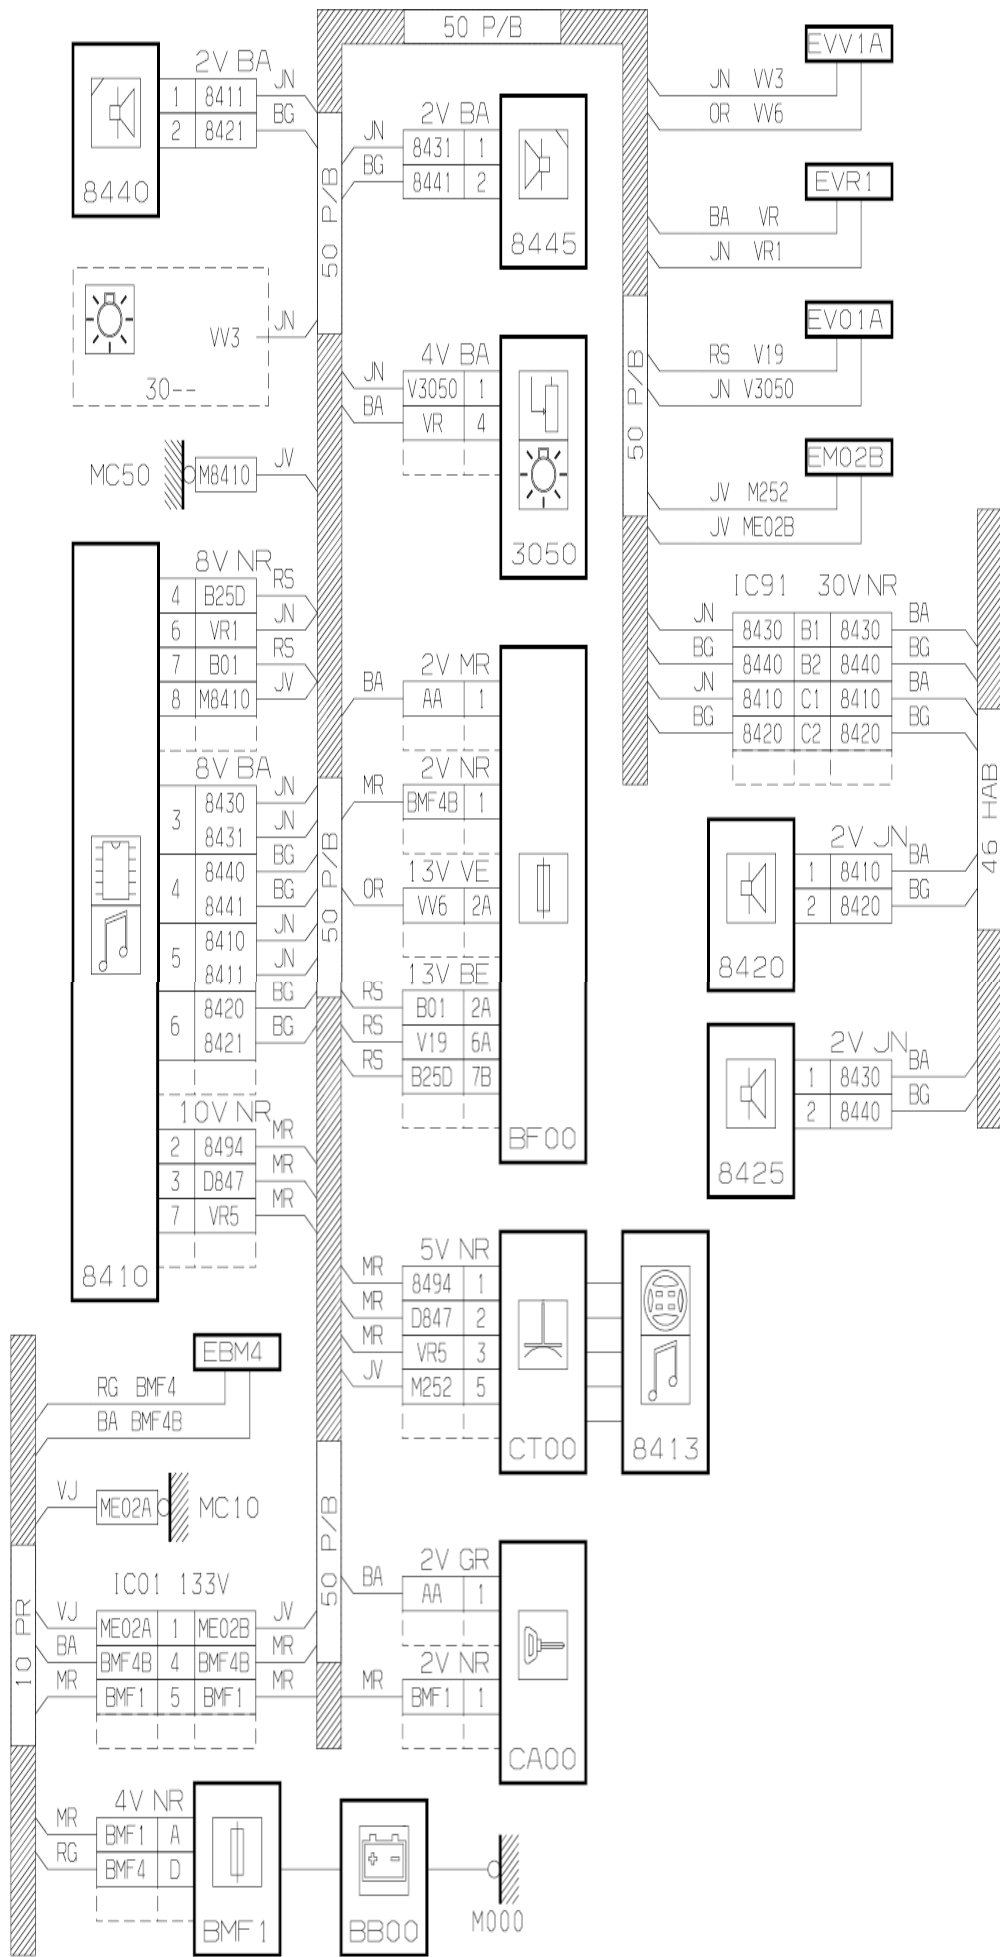 50 P/B
EVV1A
JN VV3
OR VV6
2V BA
1 8411 JN
2 8421 BG
8440
50 P/B
2V BA
JN 8431 1
BG 8441 2
8445
EVR1
BA VR
JN VR1
VV3 JN
30--
EV01A
RS V19
JN V3050
50 P/B
4V BA
JN V3050 1
BA VR 4
3050
MC50 M8410 JV
EM02B
JV M252
JV ME02B
8V NR
4 B25D RS
6 VR1 JN
7 B01 RS
8 M8410 JV
IC91 30V NR
JN 8430 B1 8430 BA
BG 8440 B2 8440 BG
JN 8410 C1 8410 BA
BG 8420 C2 8420 BG
46 HAB
2V MR
BA AA 1
2V NR
MR BMF4B 1
13V VE
OR VV6 2A
13V BE
RS B01 2A
RS V19 6A
RS B25D 7B
BF00
8V BA
3 8430 JN
8431 JN
4 8440 BG
8441 BG
5 8410 JN
8411 JN
6 8420 BG
8421 BG
50 P/B
10V NR
2 8494 MR
3 D847 MR
7 VR5 MR
8410
2V JN
1 8410 BA
2 8420 BG
8420
2V JN
1 8430 BA
2 8440 BG
8425
5V NR
MR 8494 1
MR D847 2
MR VR5 3
JV M252 5
CT00
8413
EBM4
RG BMF4
BA BMF4B
VJ ME02A MC10
10 PR
IC01 133V
VJ ME02A 1 ME02B JV
BA BMF4B 4 BMF4B MR
MR BMF1 5 BMF1 MR
50 P/B
2V GR
BA AA 1
2V NR
MR BMF1 1
CA00
4V NR
MR BMF1 A
RG BMF4 D
BMF1
+ -
BB00
M000